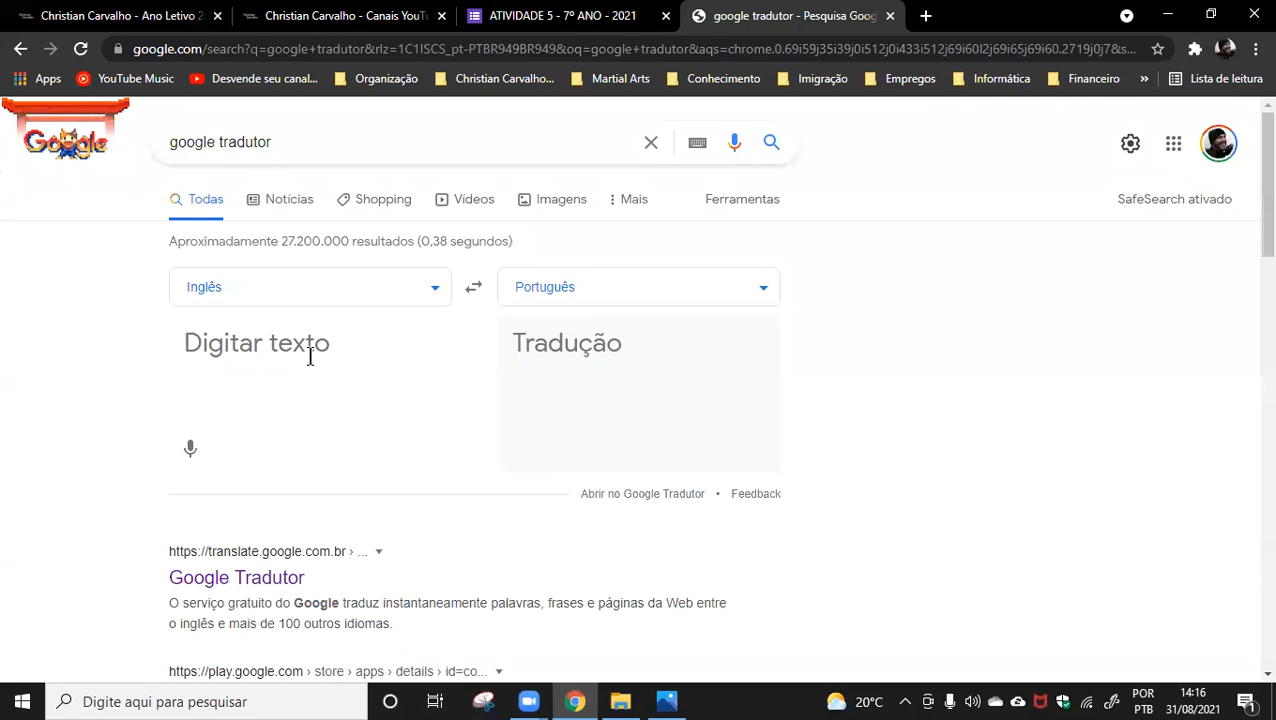 Christian Carvalho - Ano Letivo 2
Christian Carvalho - Canais YouTu
ATIVIDADE 5 - 7º ANO - 2021
google tradutor - Pesquisa Goog
google.com/search?q=google+tradutor&rlz=1C1ISCS_pt-PTBR949BR949&oq=google+tradutor&aqs=chrome.0.69i59j35i39j0i512j0i433i512j69i60l2j69i65j69i60.2719j0j7&s...
Apps
YouTube Music
Desvende seu canal...
Organização
Christian Carvalho...
Martial Arts
Conhecimento
Imigração
Empregos
Informática
Financeiro
»
Lista de leitura
Google
google tradutor
Todas
Notícias
Shopping
Vídeos
Imagens
Mais
Ferramentas
SafeSearch ativado
Aproximadamente 27.200.000 resultados (0,38 segundos)
Inglês
Português
Digitar texto
Tradução
Abrir no Google Tradutor • Feedback
https://translate.google.com.br › ...
Google Tradutor
O serviço gratuito do Google traduz instantaneamente palavras, frases e páginas da Web entre
o inglês e mais de 100 outros idiomas.
https://play.google.com › store › apps › details › id=co...
Digite aqui para pesquisar
20°C
POR
PTB
14:16
31/08/2021
1